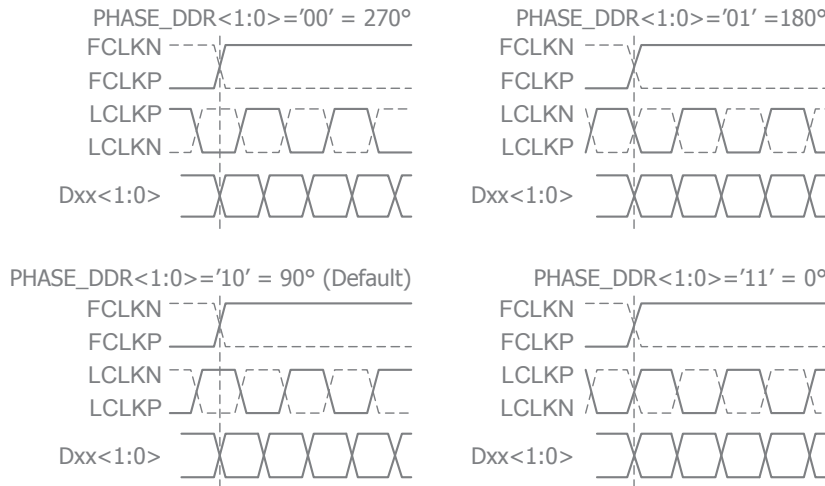 PHASE_DDR<1:0>='00' = 270°
FCLKN
FCLKP
LCLKP
LCLKN
Dxx<1:0>
PHASE_DDR<1:0>='01' =180°
FCLKN
FCLKP
LCLKN
LCLKP
Dxx<1:0>
PHASE_DDR<1:0>='10' = 90° (Default)
FCLKN
FCLKP
LCLKN
LCLKP
Dxx<1:0>
PHASE_DDR<1:0>='11' = 0°
FCLKN
FCLKP
LCLKP
LCLKN
Dxx<1:0>